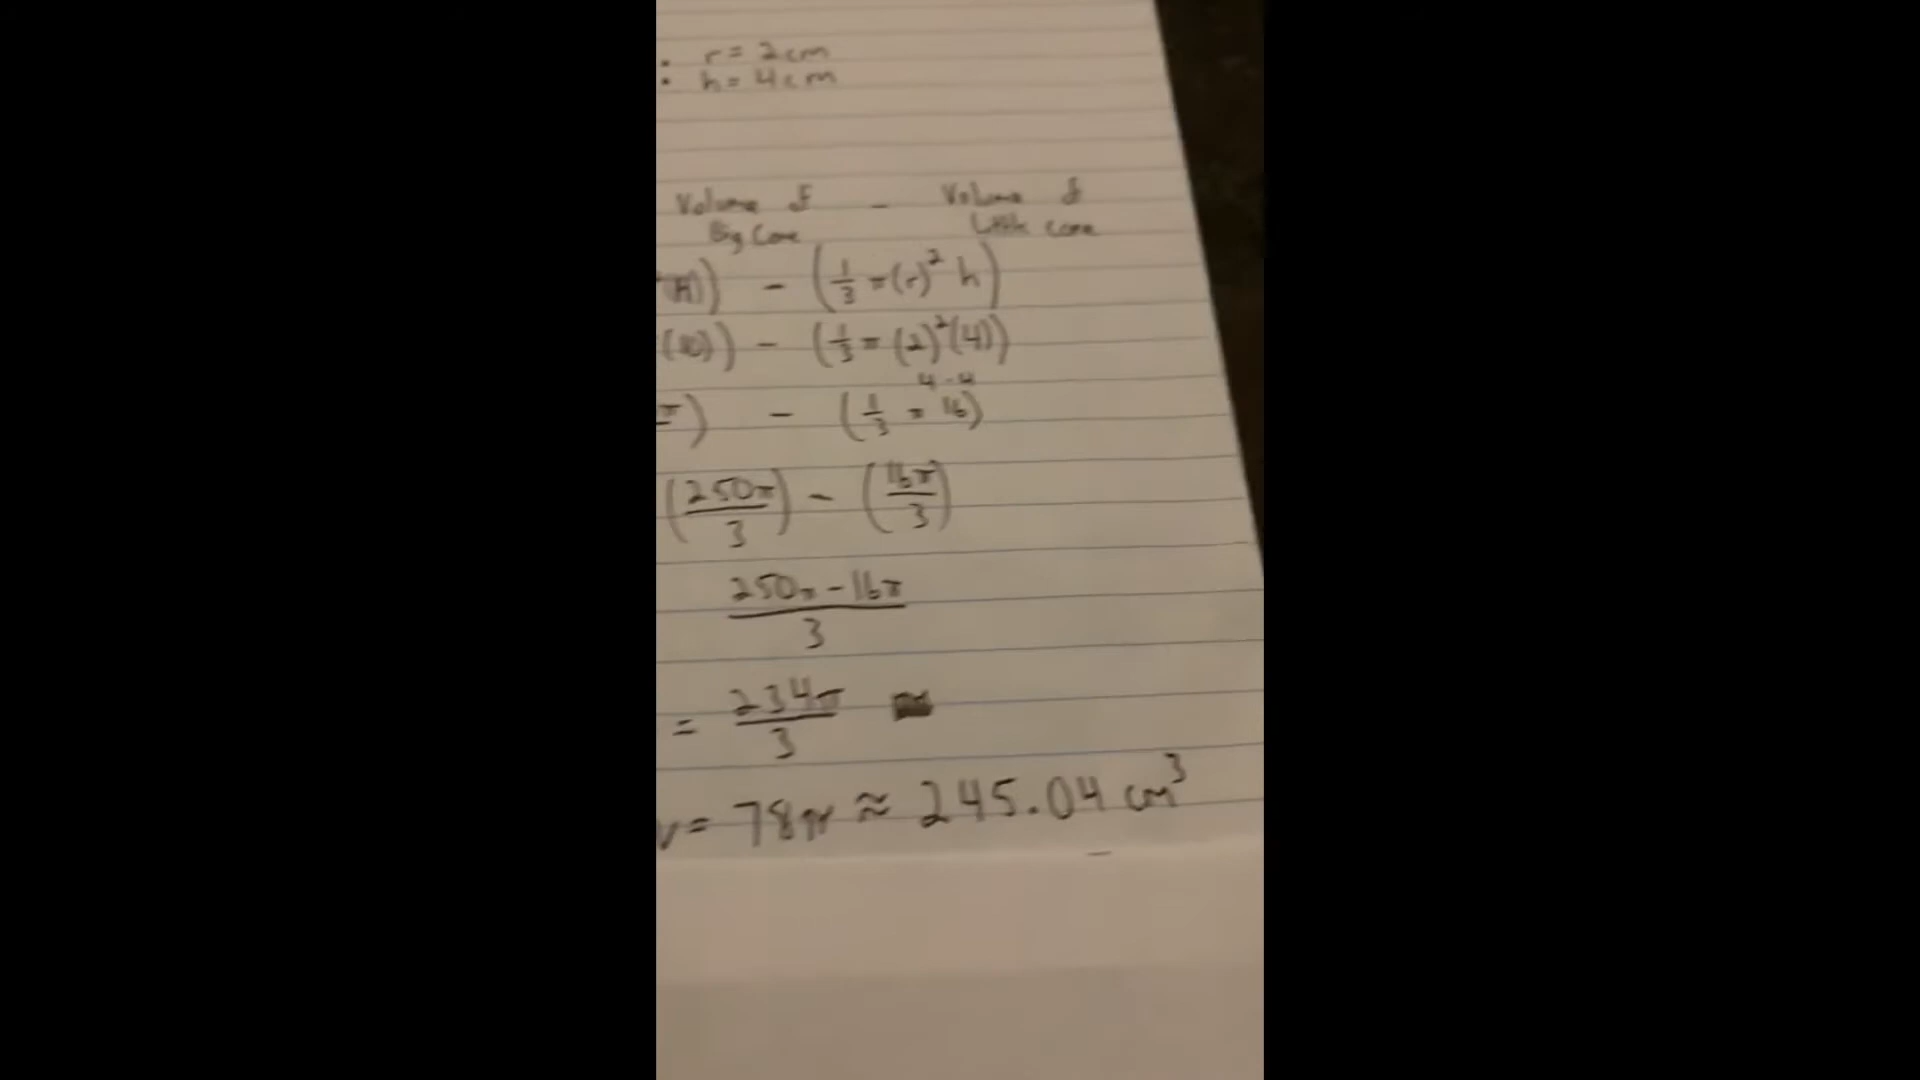 : r = 2cm
: h = 4cm
Volume of - Volume of
Big Cone Little cone
H)) - (1/3 π (r)² h)
(10)) - (1/3 π (2)²(4))
4 · 4
π) - (1/3 π 16)
(250π/3) - (16π/3)
250π - 16π
3
= 234π/3 ≈
V = 78π ≈ 245.04 cm³